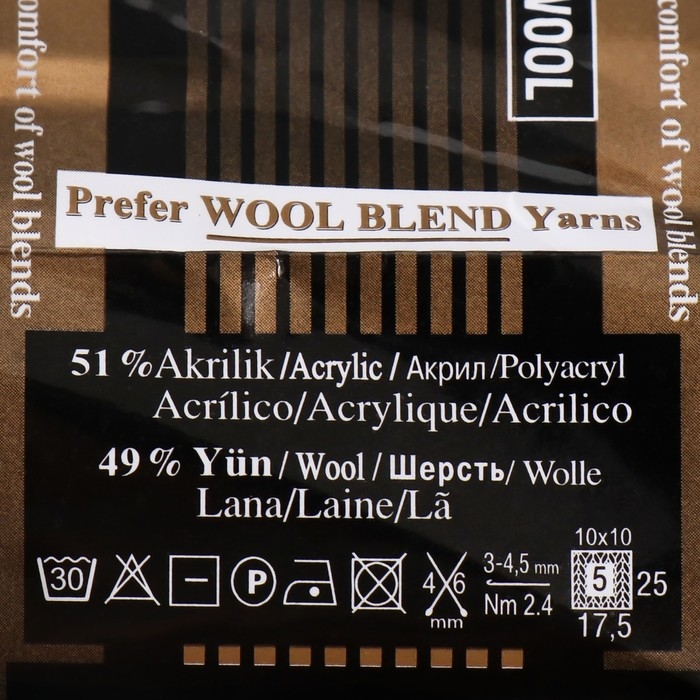 comfort of wool blends
WOOL
comfort of wool blends
Prefer WOOL BLEND Yarns
51 % Akrilik / Acrylic / Акрил / Polyacryl
Acrílico/Acrylique/Acrilico
49 % Yün / Wool / Шерсть / Wolle
Lana/Laine/Lã
30 P 4 6 mm 3-4,5 mm Nm 2.4 10x10 5 25 17,5